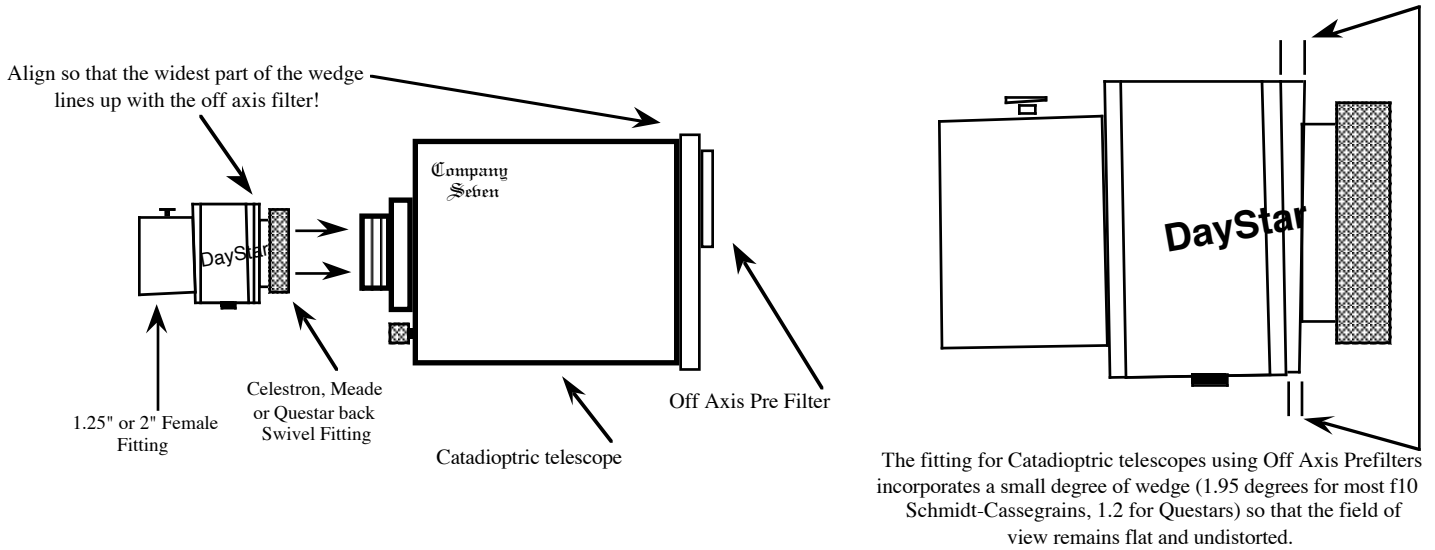 Align so that the widest part of the wedge
lines up with the off axis filter!
Company
Seven
DayStar
1.25" or 2" Female
Fitting
Celestron, Meade
or Questar back
Swivel Fitting
Catadioptric telescope
Off Axis Pre Filter
DayStar
The fitting for Catadioptric telescopes using Off Axis Prefilters
incorporates a small degree of wedge (1.95 degrees for most f10
Schmidt-Cassegrains, 1.2 for Questars) so that the field of
view remains flat and undistorted.